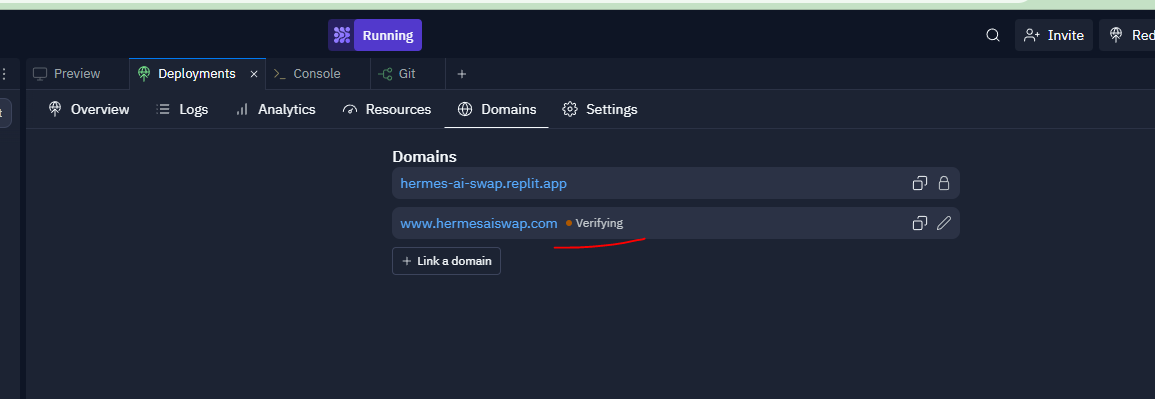 Running
Invite
Red
Preview Deployments × Console Git +
Overview Logs Analytics Resources Domains Settings
Domains
hermes-ai-swap.replit.app
www.hermesaiswap.com Verifying
+ Link a domain